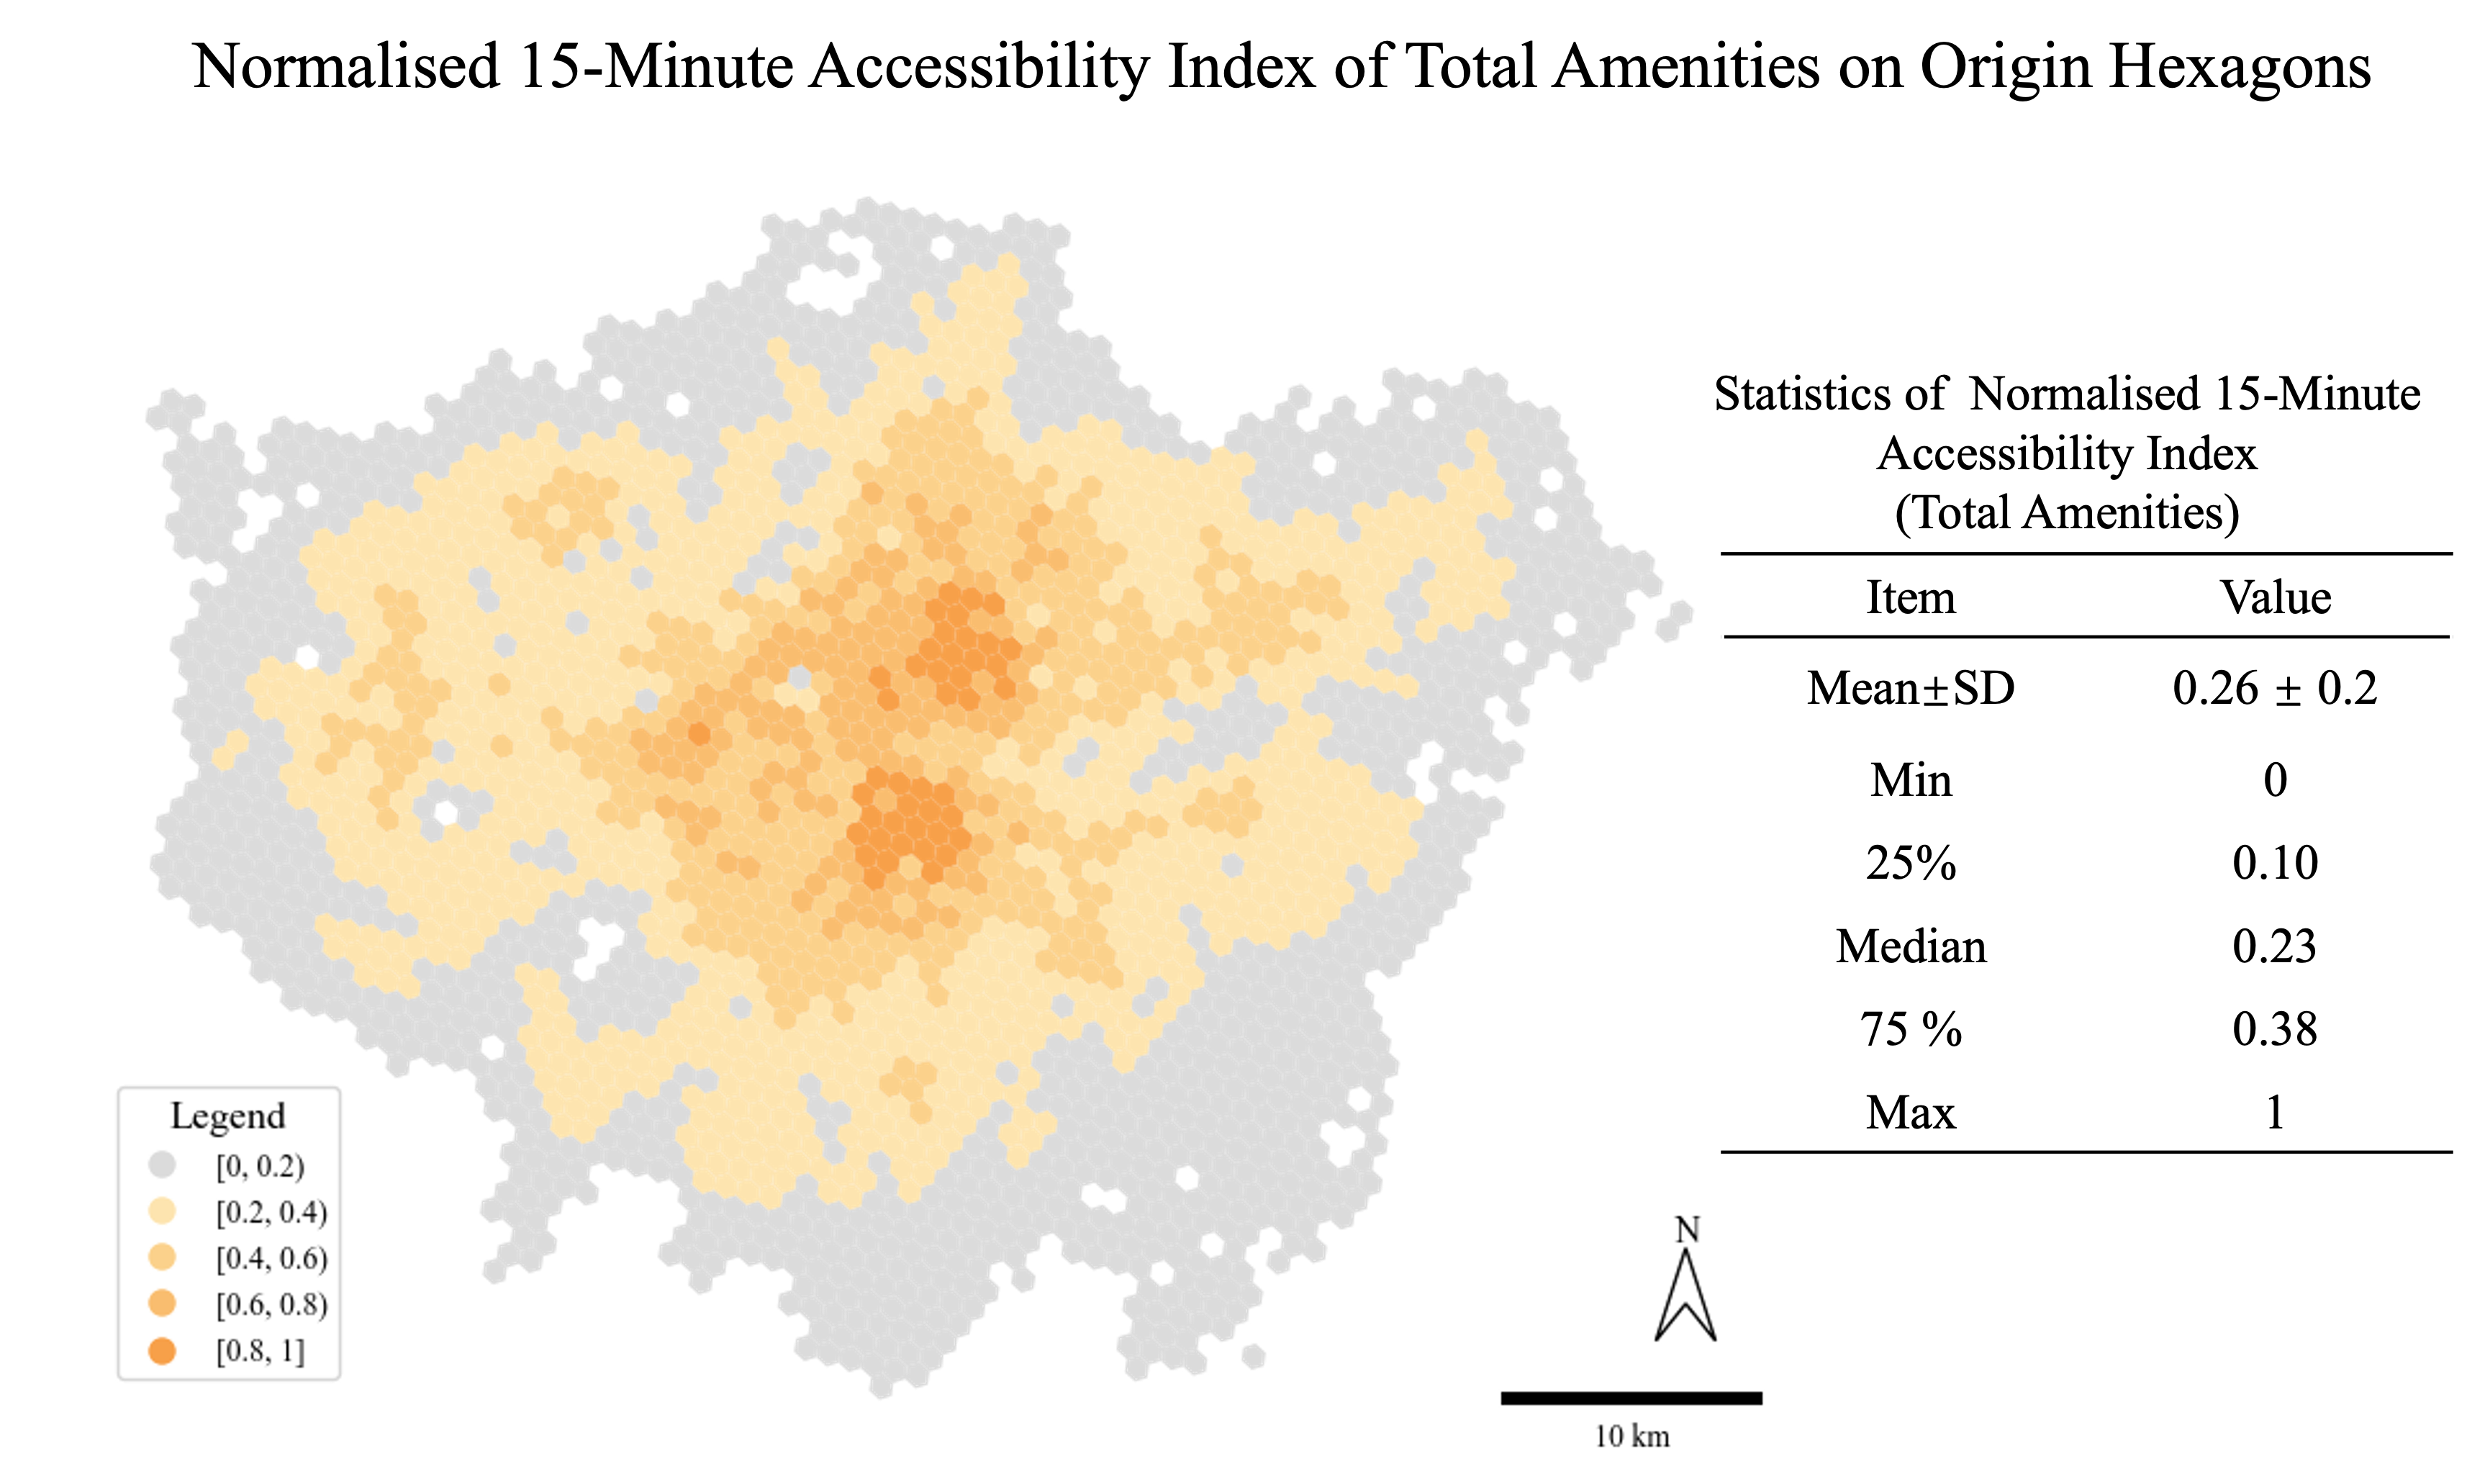 Normalised 15-Minute Accessibility Index of Total Amenities on Origin Hexagons
Statistics of Normalised 15-Minute
Accessibility Index
(Total Amenities)
Item Value
Mean±SD 0.26 ± 0.2
Min 0
25% 0.10
Median 0.23
75 % 0.38
Max 1
Legend
[0, 0.2)
[0.2, 0.4)
[0.4, 0.6)
[0.6, 0.8)
[0.8, 1]
N
10 km